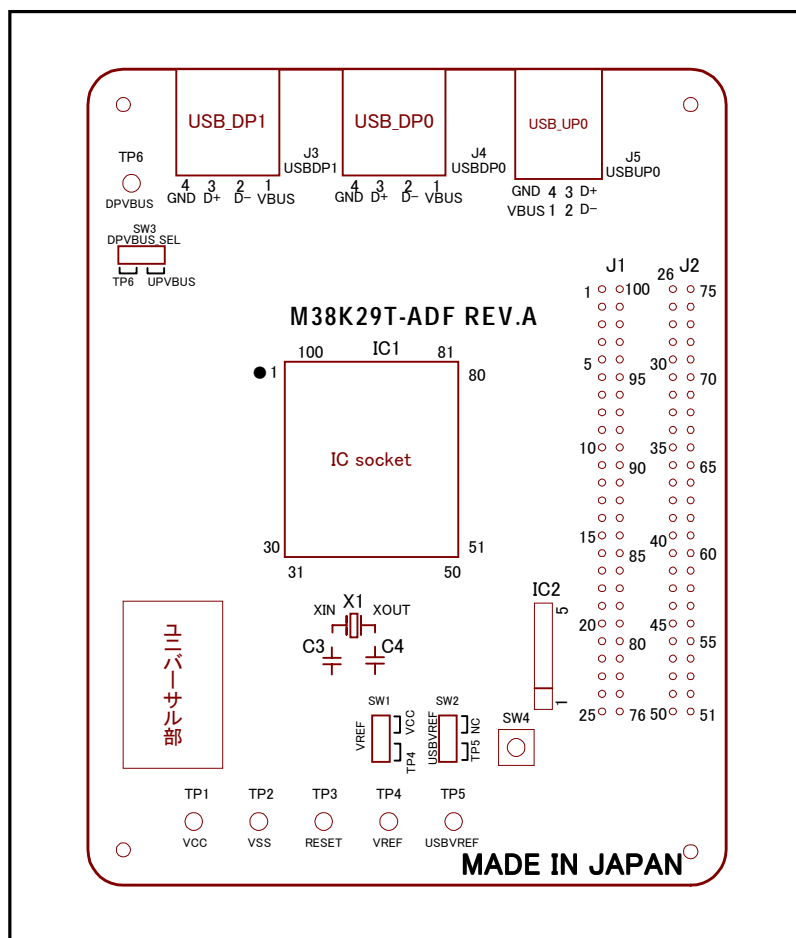 USB_DP1
USB_DP0
USB_UP0
TP6
DPVBUS
J3
USBDP1
J4
USBDP0
J5
USBUP0
4 3 2 1
GND D+ D- VBUS
4 3 2 1
GND D+ D- VBUS
GND 4 3 D+
VBUS 1 2 D-
SW3
DPVBUS_SEL
TP6 UPVBUS
J1
26 J2
1 100 75
M38K29T-ADF REV.A
100 IC1 81
1 80
5 95 30 70
IC socket
10 90 35 65
30 51
31 50
15 85 40 60
IC2
5
1
20 80 45 55
25 76 50 51
XIN X1 XOUT
C3 C4
ユニバーサル部
SW1
VREF
VCC
TP4
SW2
USBVREF
NC
TP5
SW4
TP1 TP2 TP3 TP4 TP5
VCC VSS RESET VREF USBVREF
MADE IN JAPAN